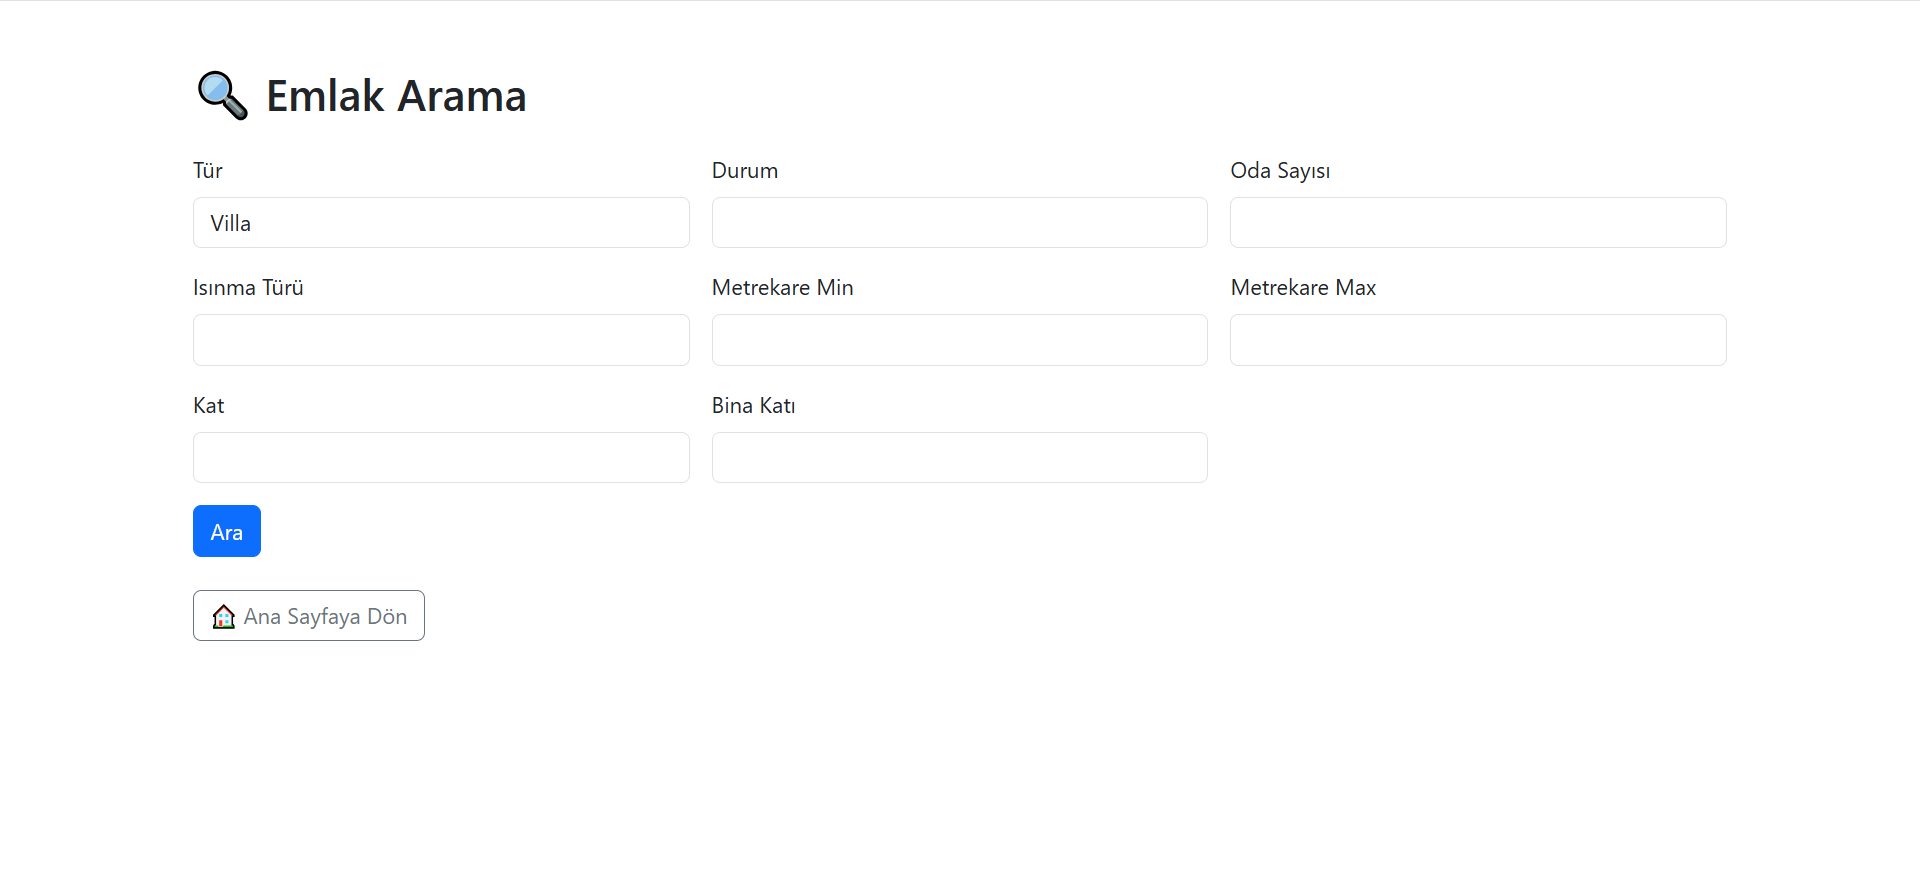 Emlak Arama
Tür
Durum
Oda Sayısı
Villa
Isınma Türü
Metrekare Min
Metrekare Max
Kat
Bina Katı
Ara
Ana Sayfaya Dön